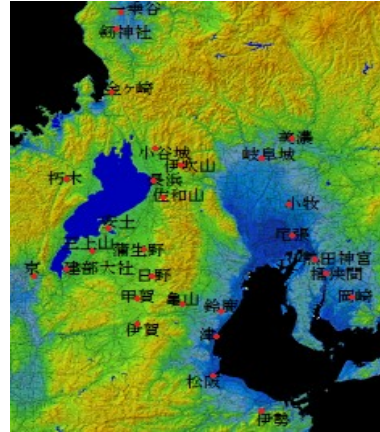 一乗谷
剣神社
金ヶ崎
美濃
小谷城
伊吹山
岐阜城
朽木
長浜
佐和山
小牧
安土
尾張
三上山
蒲生野
熱田神宮
京
建部大社
日野
桶狭間
甲賀
亀山
鈴鹿
岡崎
伊賀
津
松阪
伊勢